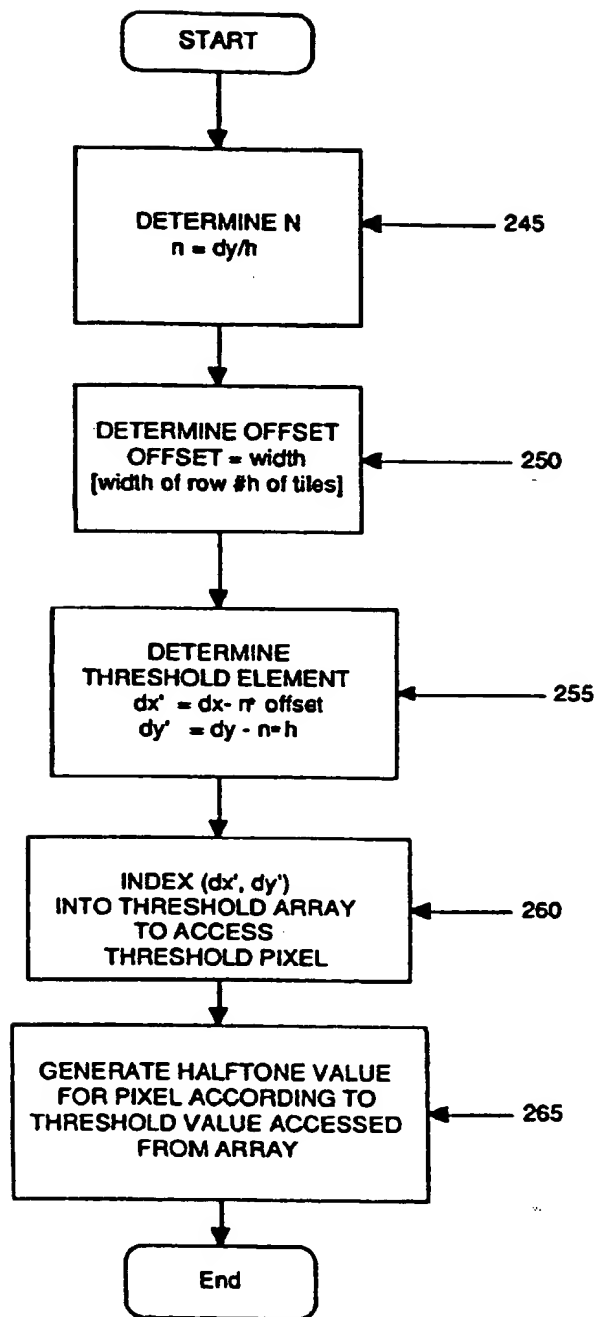 START
DETERMINE N
n = dy/h
245
DETERMINE OFFSET
OFFSET = width
[width of row #h of tiles]
250
DETERMINE
THRESHOLD ELEMENT
dx' = dx- n* offset
dy' = dy - n*h
255
INDEX (dx', dy')
INTO THRESHOLD ARRAY
TO ACCESS
THRESHOLD PIXEL
260
GENERATE HALFTONE VALUE
FOR PIXEL ACCORDING TO
THRESHOLD VALUE ACCESSED
FROM ARRAY
265
End